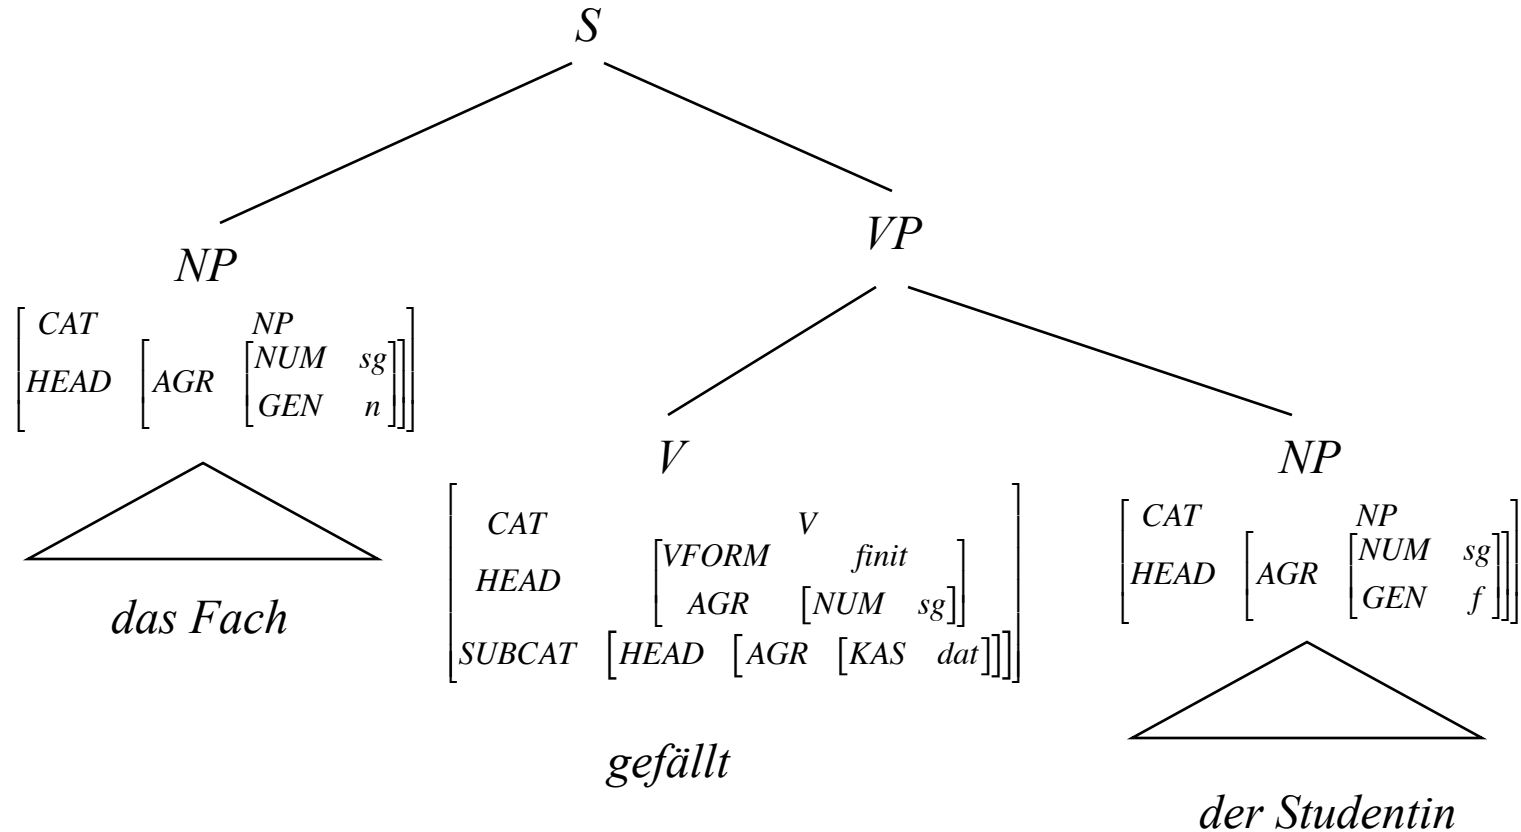 S
NP
VP
CAT NP
HEAD [AGR [NUM sg
GEN n]]
das Fach
V
NP
CAT V
HEAD [VFORM finit
AGR [NUM sg]]
SUBCAT [HEAD [AGR [KAS dat]]]
gefällt
CAT NP
HEAD [AGR [NUM sg
GEN f]]
der Studentin